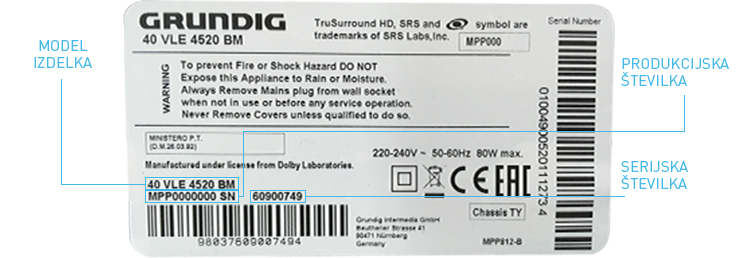 MODEL
IZDELKA
GRUNDIG
40 VLE 4520 BM
TruSurround HD, SRS and symbol are
trademarks of SRS Labs,Inc.
MPP000
Serial Number
WARNING
To prevent Fire or Shock Hazard DO NOT
Expose this Appliance to Rain or Moisture.
Always Remove Mains plug from wall socket
when not in use or before any service operation.
Never Remove Covers unless qualified to do so.
PRODUKCIJSKA
ŠTEVILKA
MINISTERO P.T.
(D.M.26.03.92)
Manufactured under license from Dolby Laboratories.
220-240V ~ 50-60Hz 80W max.
40 VLE 4520 BM
MPP0000000 SN
60900749
CE EAC
SERIJSKA
ŠTEVILKA
Grundig Intermedia GmbH
Beuthener Strasse 41
90471 Nürnberg
Germany
Chassis TY
MPP812-B
98037609007494